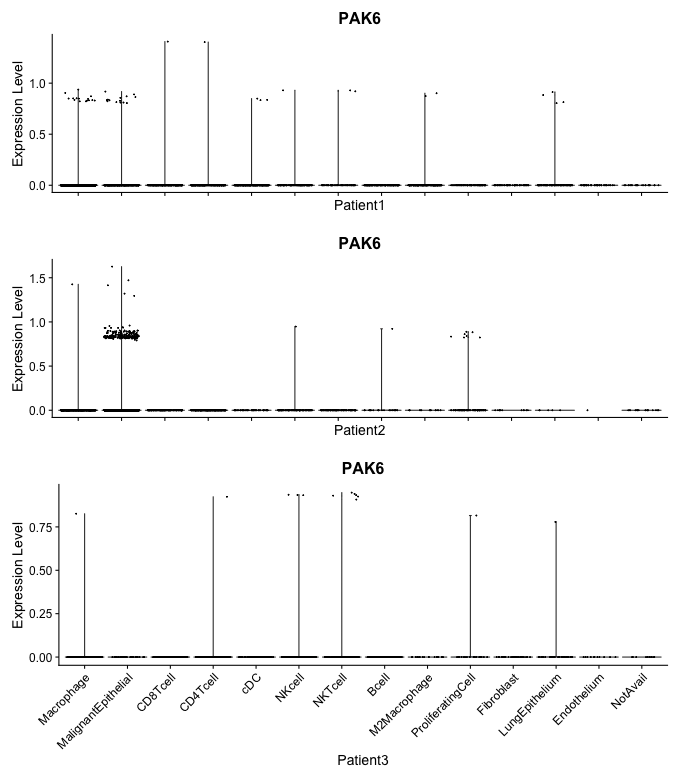 PAK6
Expression Level
1.0
0.5
0.0
Patient1
PAK6
Expression Level
1.5
1.0
0.5
0.0
Patient2
PAK6
Expression Level
0.75
0.50
0.25
0.00
Macrophage
MalignantEpithelial
CD8Tcell
CD4Tcell
cDC
NKcell
NKTcell
Bcell
M2Macrophage
ProliferatingCell
Fibroblast
LungEpithelium
Endothelium
NotAvail
Patient3